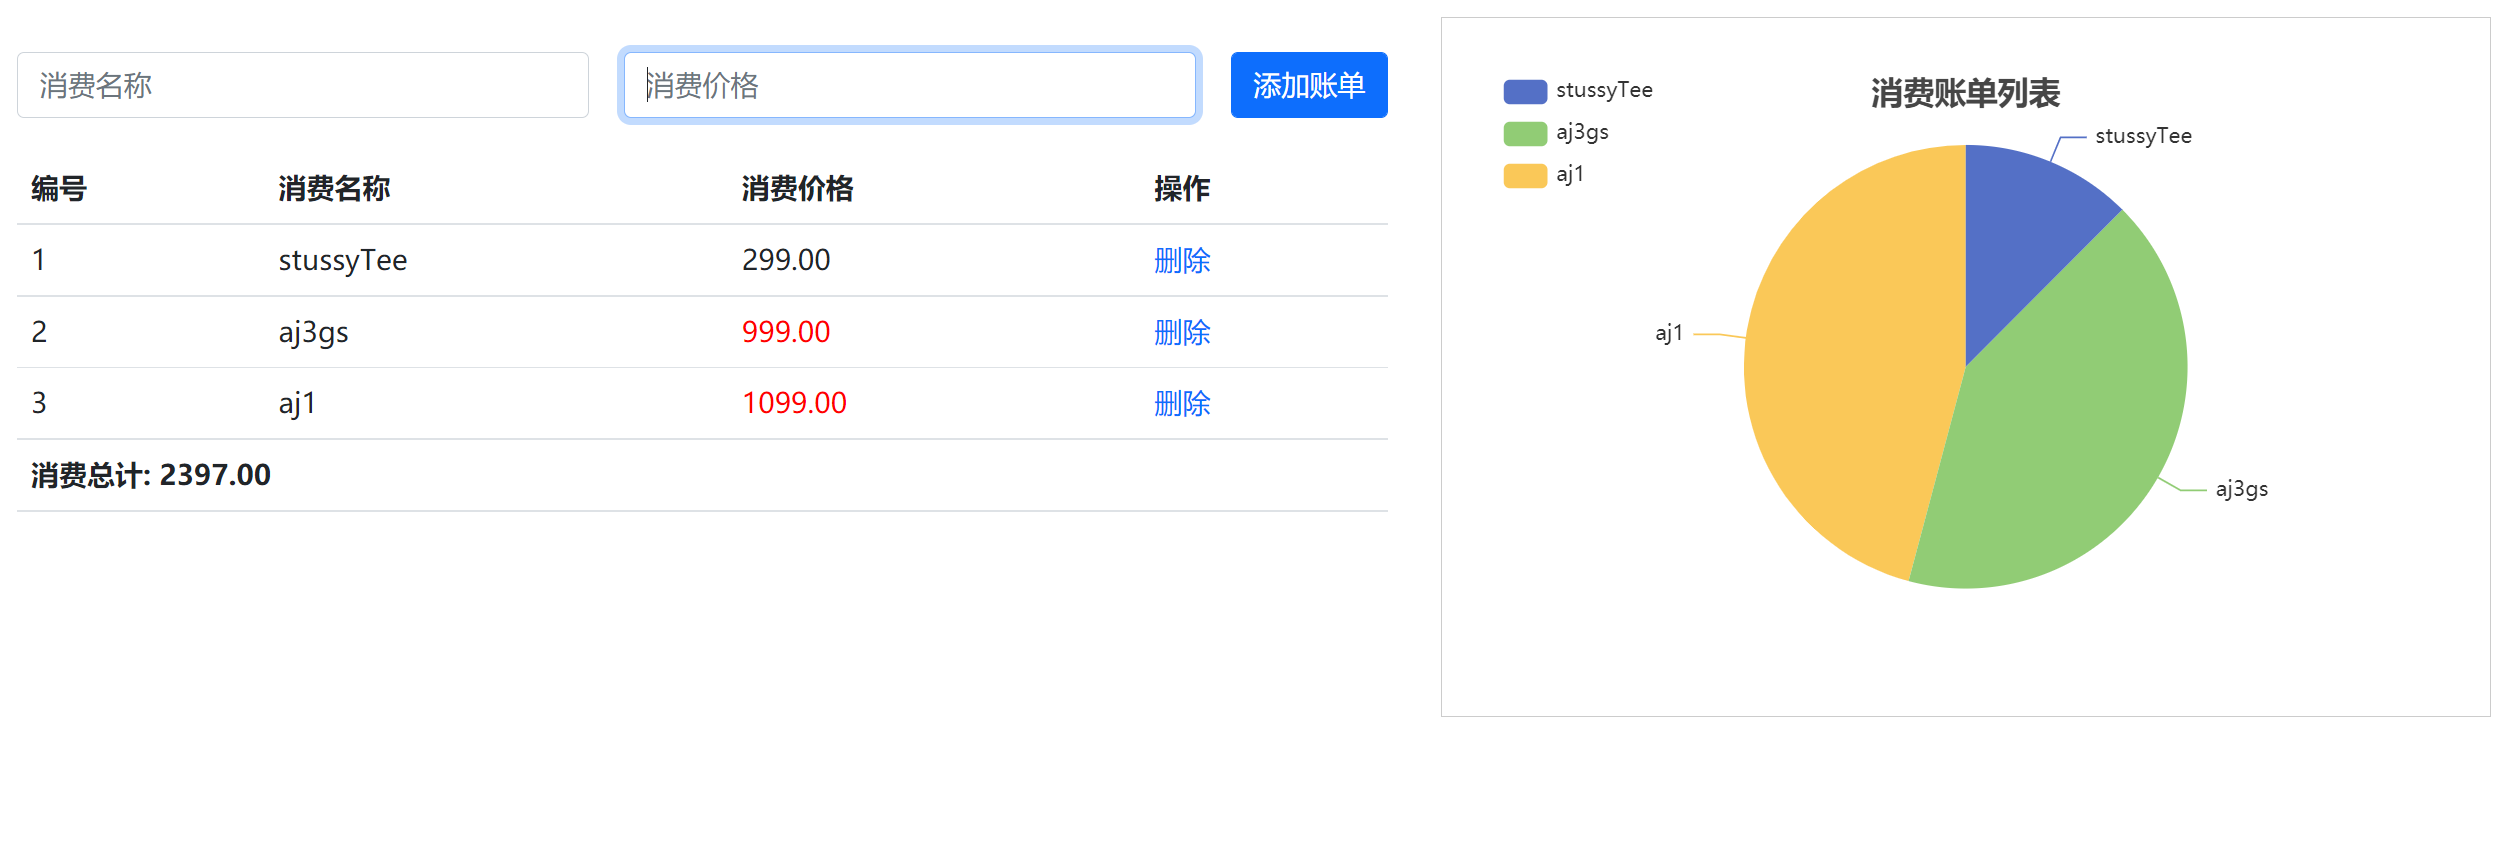 消费名称 消费价格 添加账单
编号 消费名称 消费价格 操作
1 stussyTee 299.00 删除
2 aj3gs 999.00 删除
3 aj1 1099.00 删除
消费总计: 2397.00
消费账单列表
stussyTee
aj3gs
aj1
stussyTee
aj1
aj3gs